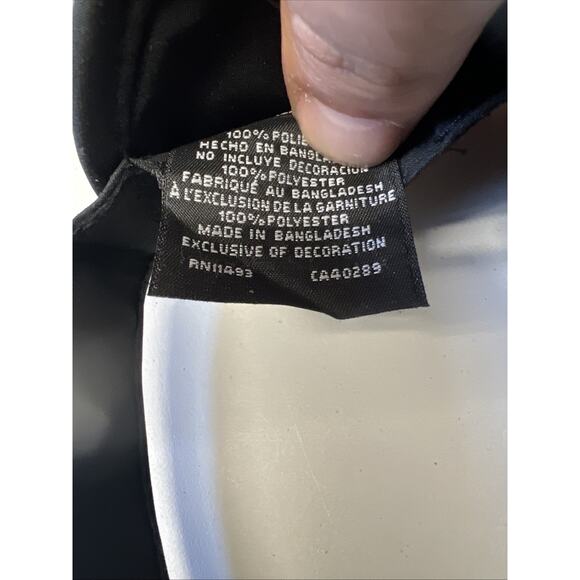 100% 
HECHO EN
NO INCLUYE DECORACION
100% POLYESTER
FABRIQUÉ AU BANGLADESH
À L'EXCLUSION DE LA GARNITURE
100% POLYESTER
MADE IN BANGLADESH
EXCLUSIVE OF DECORATION
RN11493 CA40289